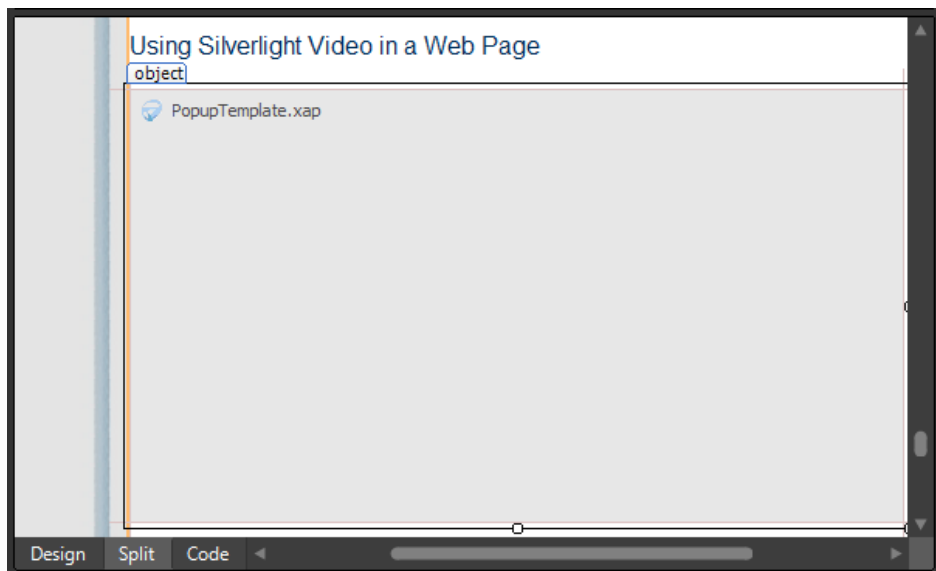 Using Silverlight Video in a Web Page
object
PopupTemplate.xap
Design Split Code